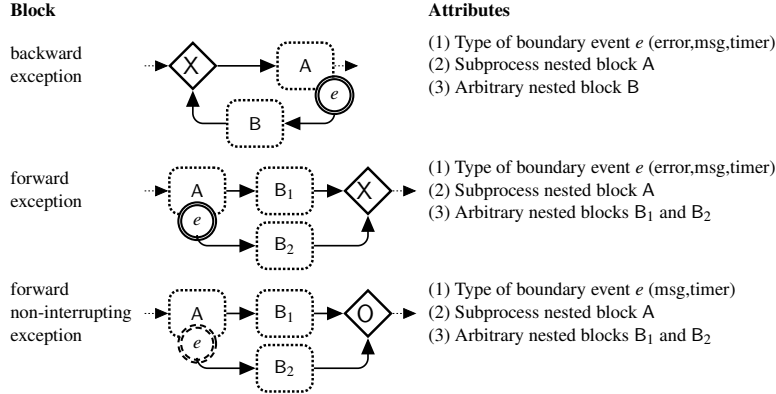 Block Attributes
backward
exception
X
A
e
B
(1) Type of boundary event e (error,msg,timer)
(2) Subprocess nested block A
(3) Arbitrary nested block B
forward
exception
A
B1
X
e
B2
(1) Type of boundary event e (error,msg,timer)
(2) Subprocess nested block A
(3) Arbitrary nested blocks B1 and B2
forward
non-interrupting
exception
A
B1
O
e
B2
(1) Type of boundary event e (msg,timer)
(2) Subprocess nested block A
(3) Arbitrary nested blocks B1 and B2